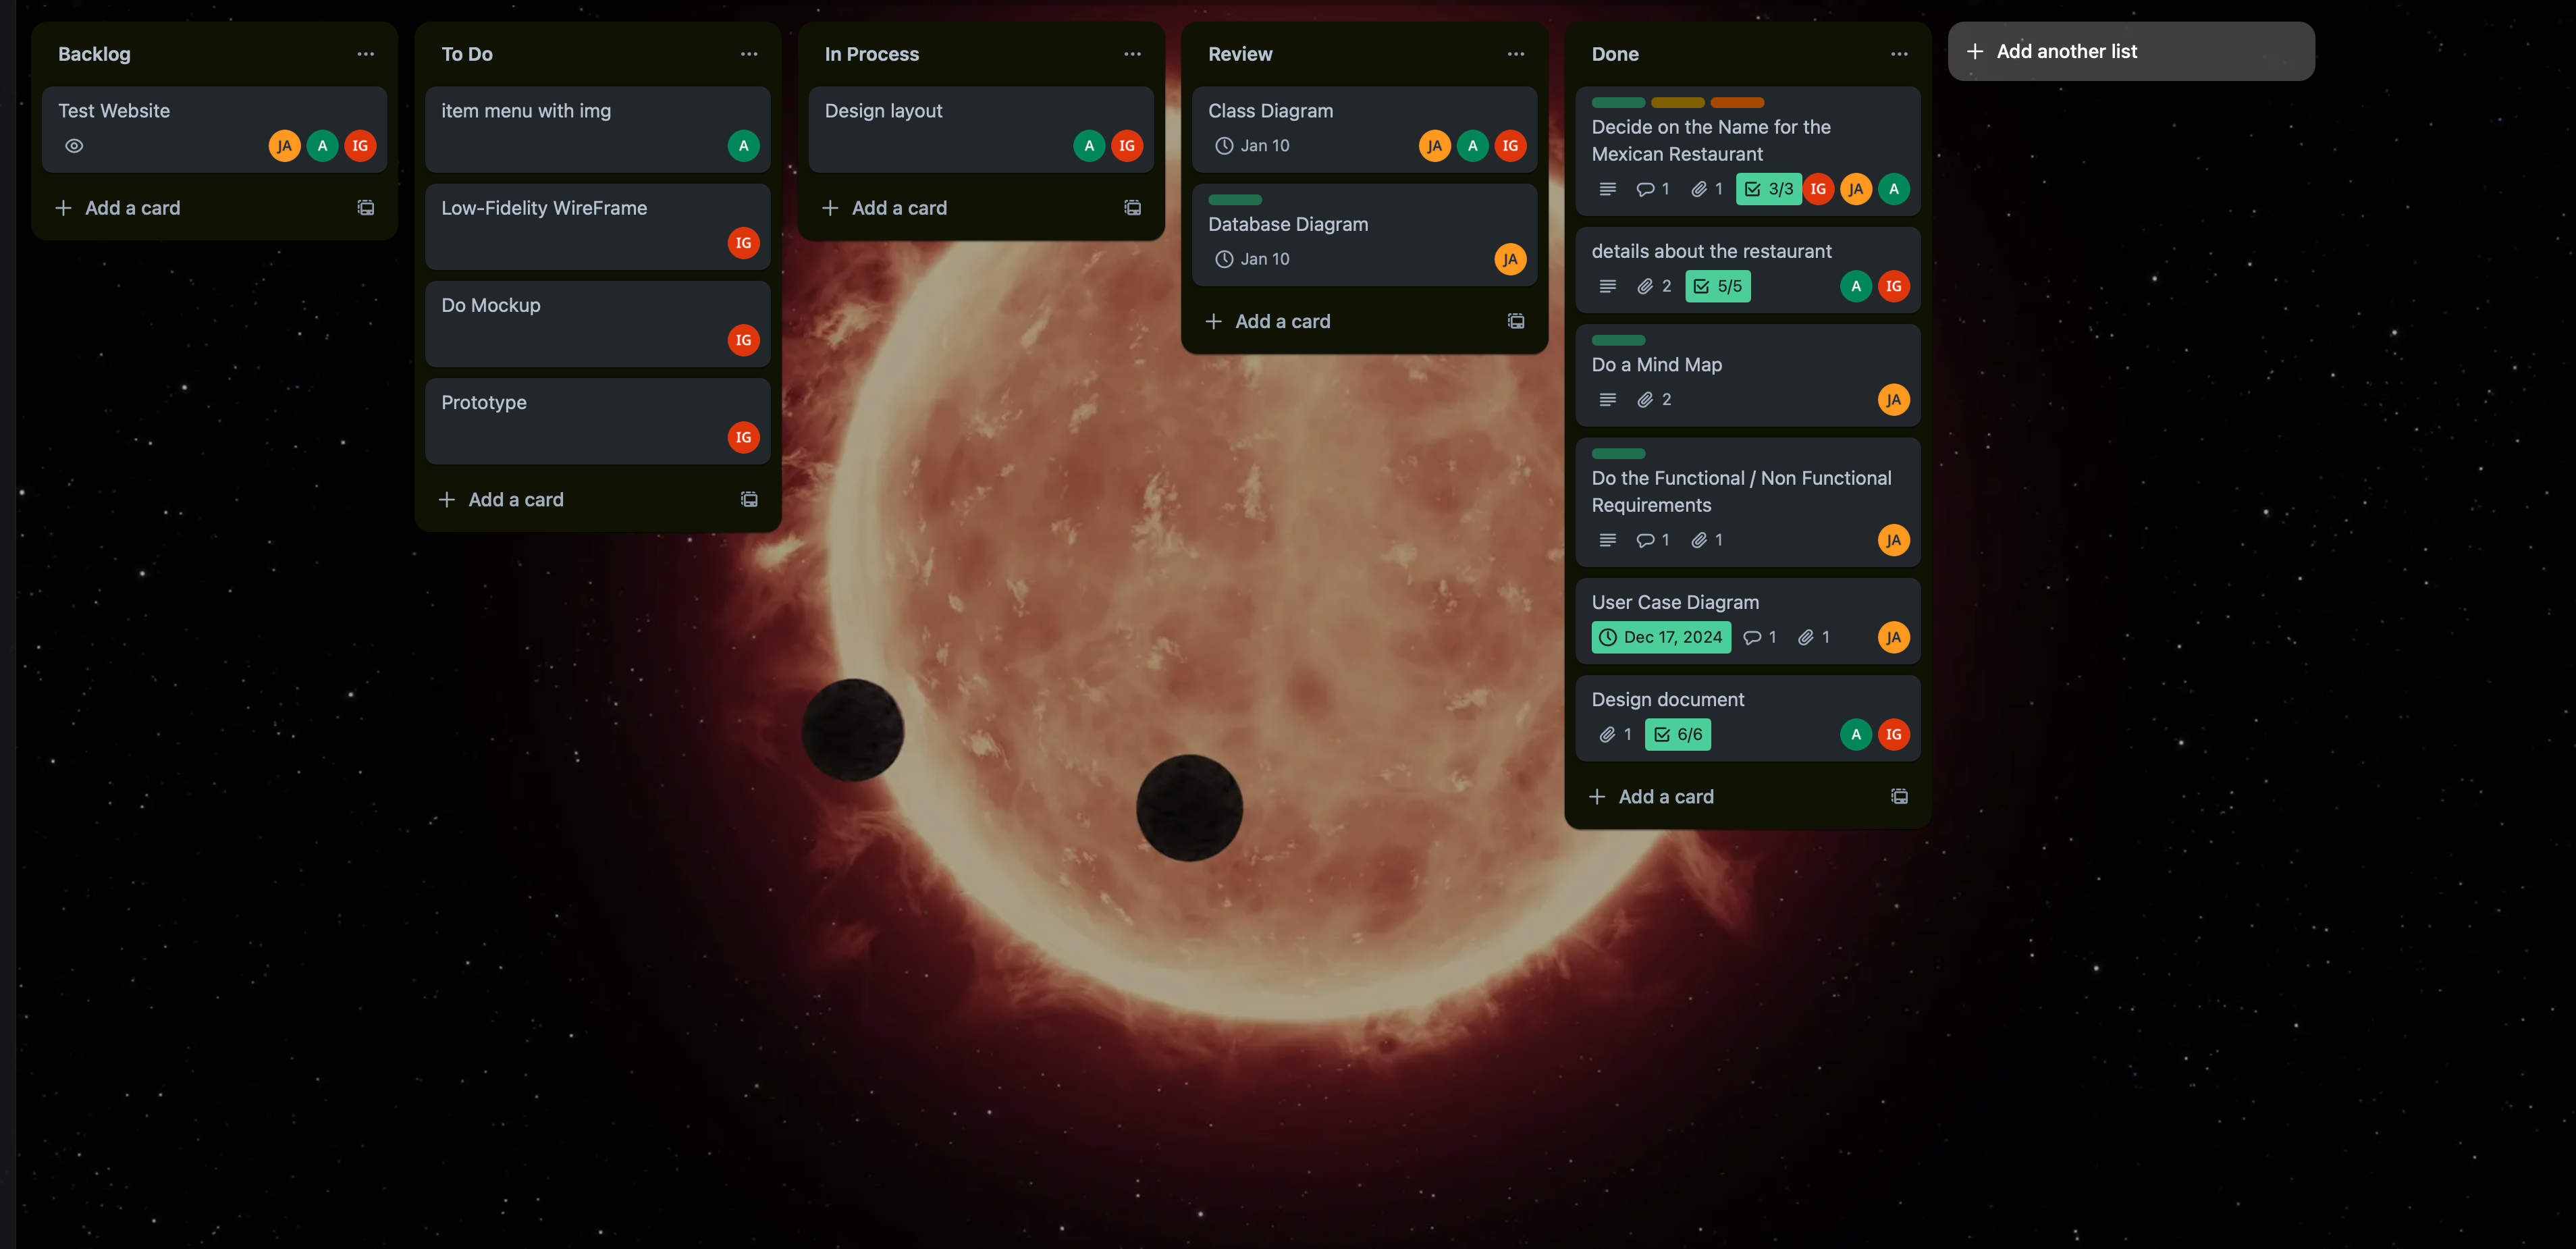 Backlog
Test Website
JA A IG
Add a card
To Do
item menu with img
A
Low-Fidelity WireFrame
IG
Do Mockup
IG
Prototype
IG
Add a card
In Process
Design layout
A IG
Add a card
Review
Class Diagram
Jan 10 JA A IG
Database Diagram
Jan 10 JA
Add a card
Done
Decide on the Name for the
Mexican Restaurant
1 1 3/3 IG JA A
details about the restaurant
2 5/5 A IG
Do a Mind Map
2 JA
Do the Functional / Non Functional
Requirements
1 1 JA
User Case Diagram
Dec 17, 2024 1 1 JA
Design document
1 6/6 A IG
Add a card
Add another list